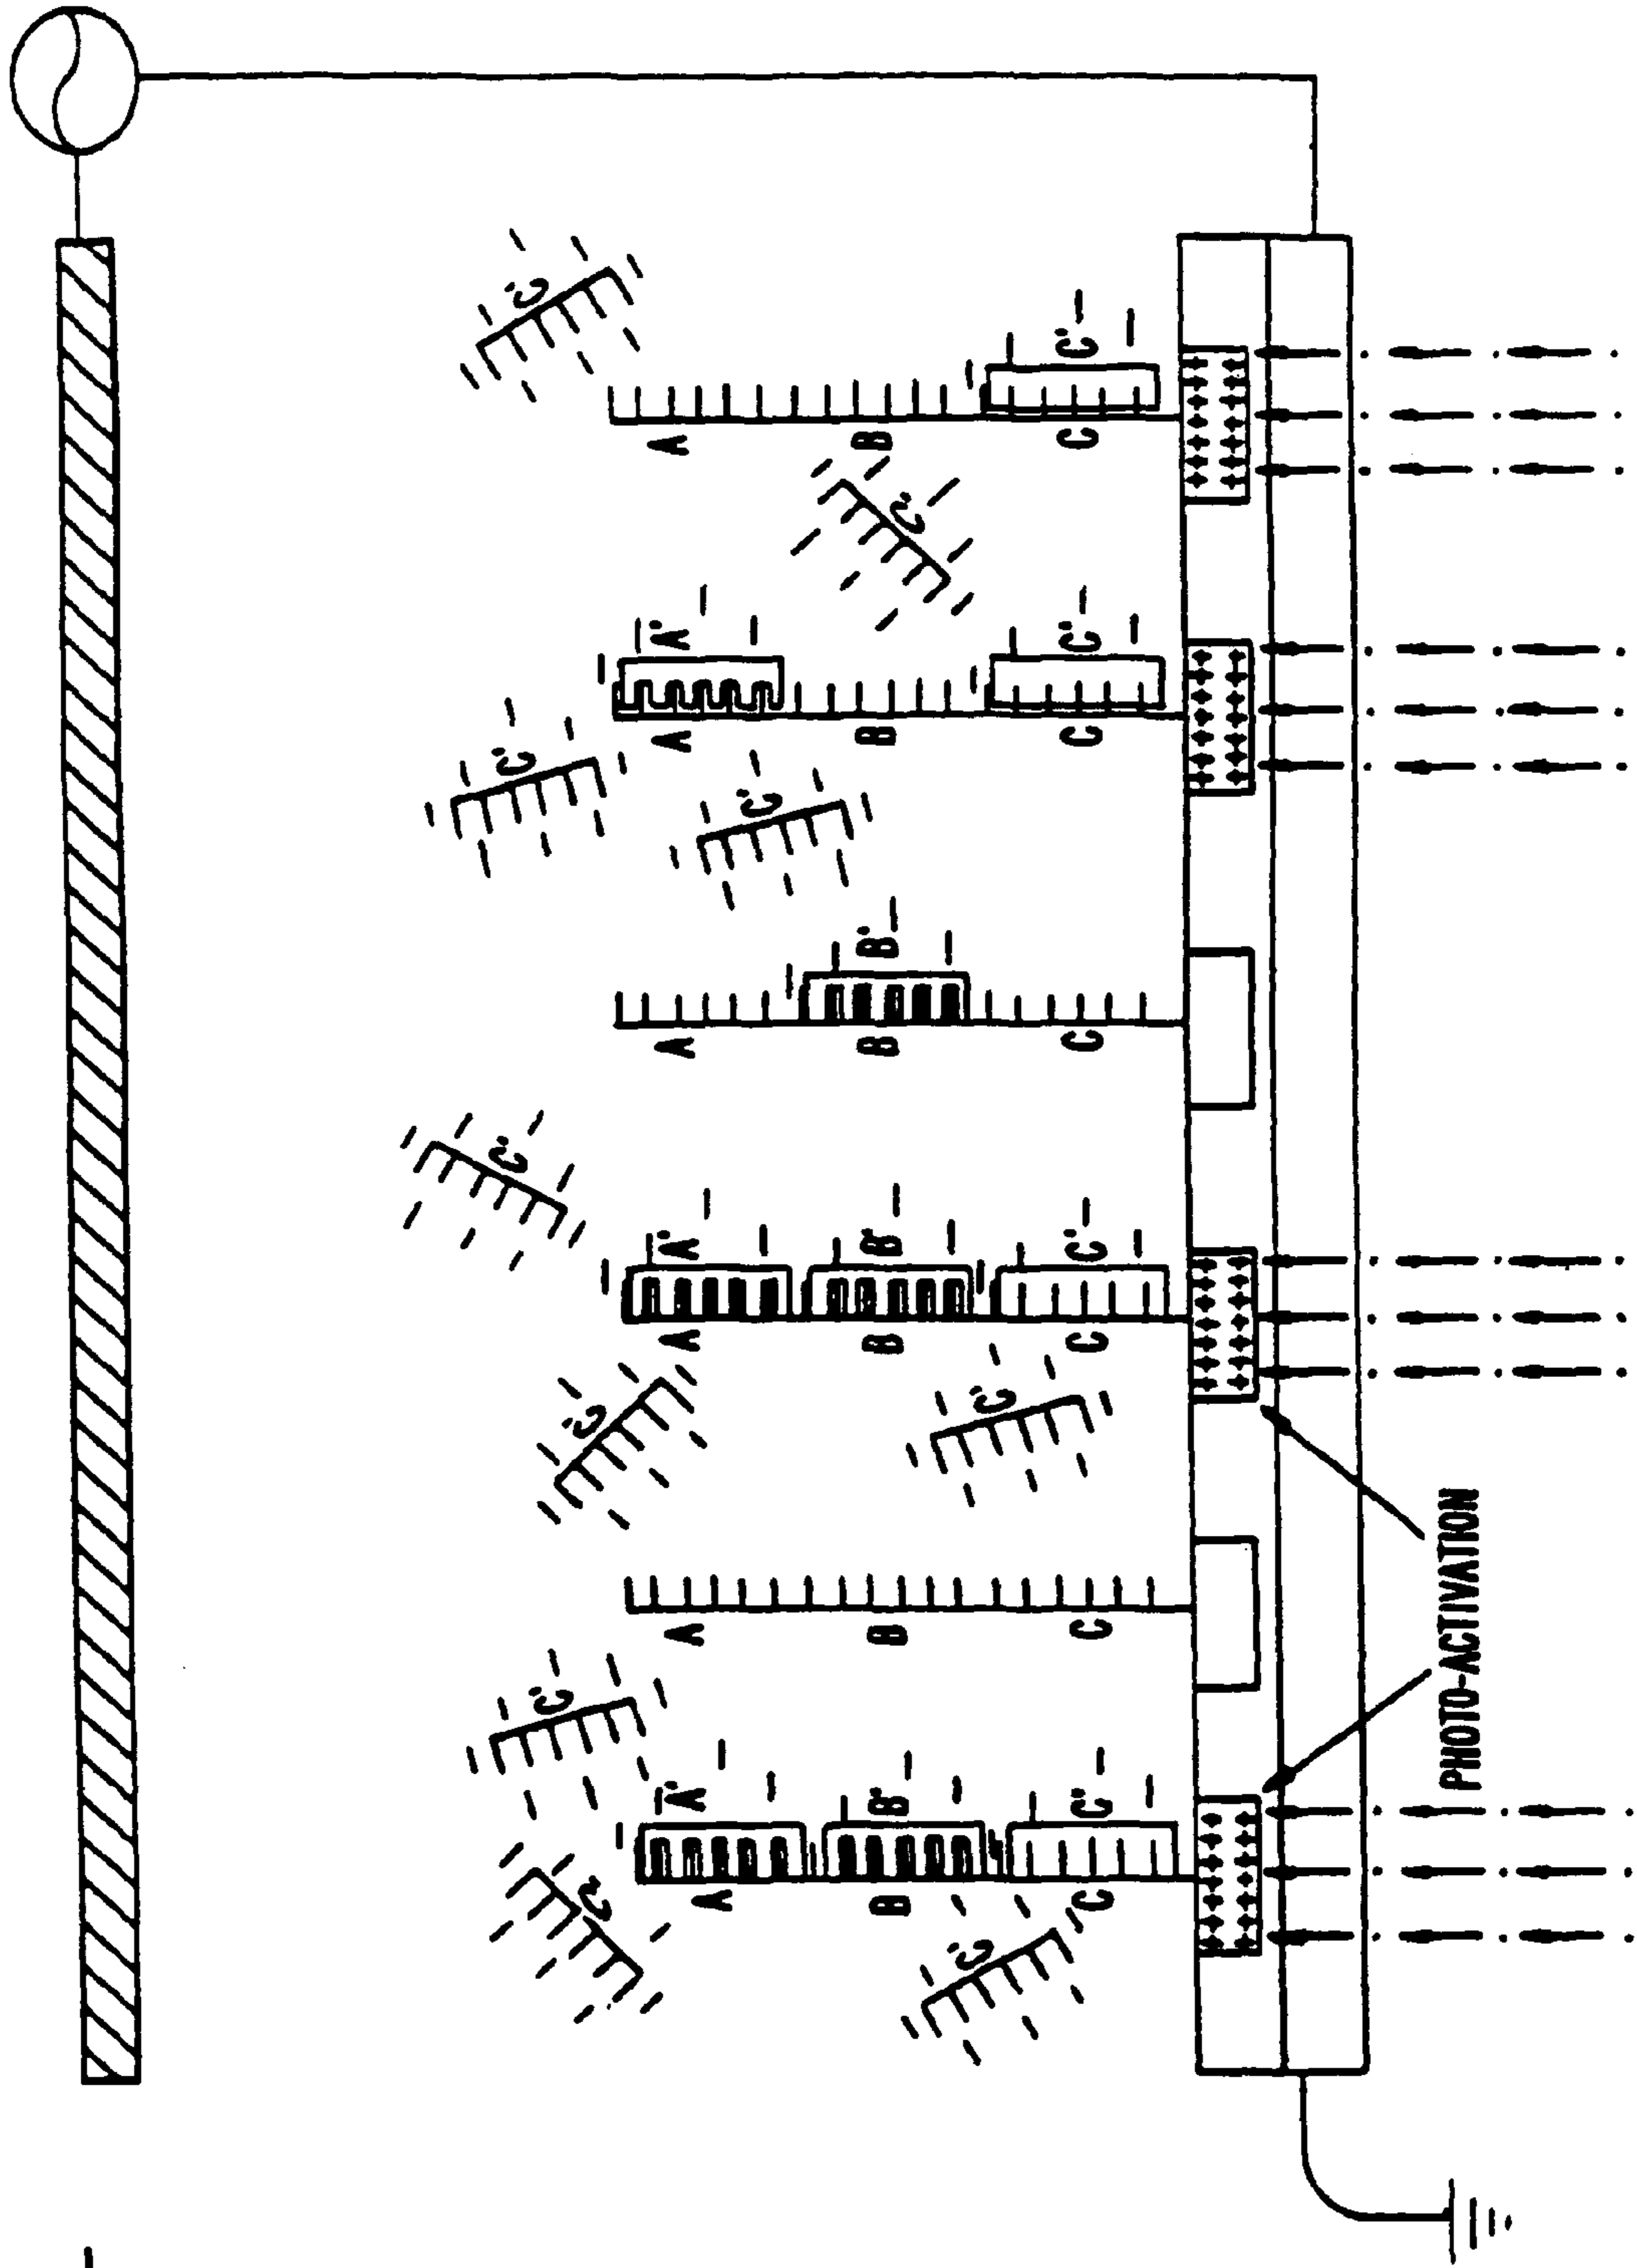 C' C' C' C' C' C'
A A' A A A' A A A' A
C'
B B' B B B' B B' B C' B
C' C'
C C' C C C' C C C' C C'
PHOTO-ACTIVATION